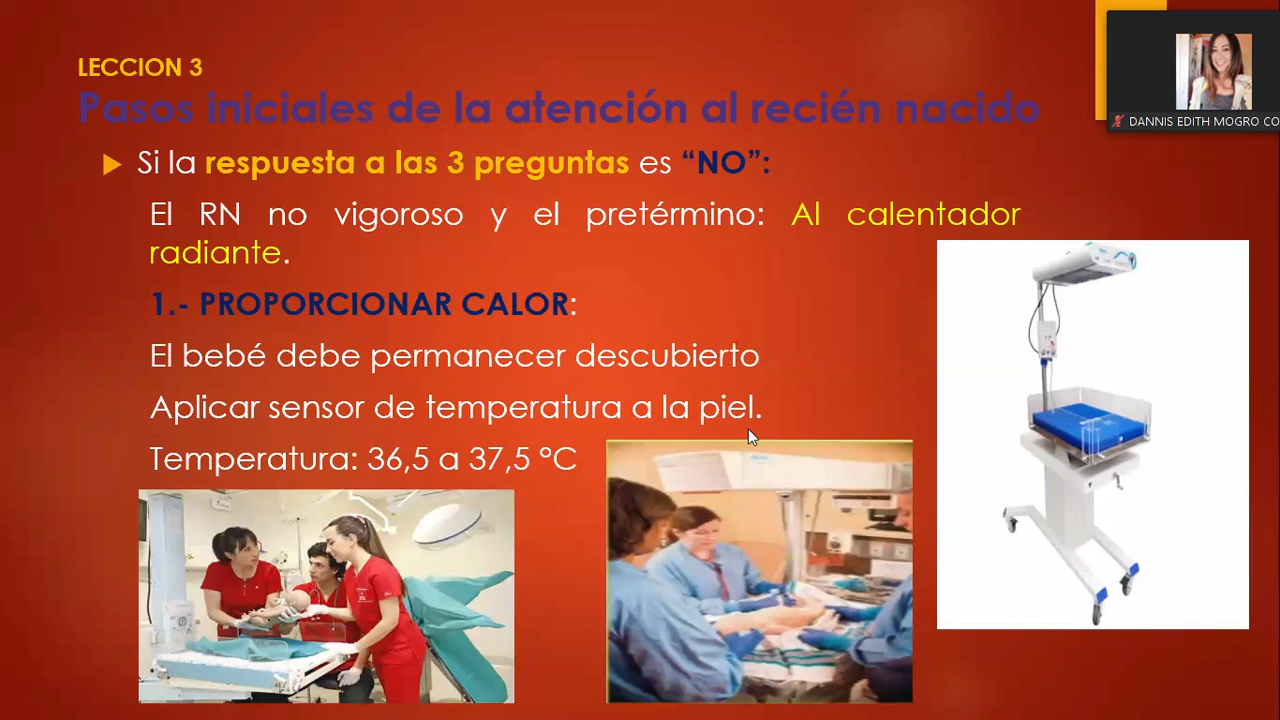 LECCION 3
Pasos iniciales de la atención al recién nacido
Si la respuesta a las 3 preguntas es “NO”:
El RN no vigoroso y el pretérmino: Al calentador
radiante.
1.- PROPORCIONAR CALOR:
El bebé debe permanecer descubierto
Aplicar sensor de temperatura a la piel.
Temperatura: 36,5 a 37,5 °C
DANNIS EDITH MOGRO CO